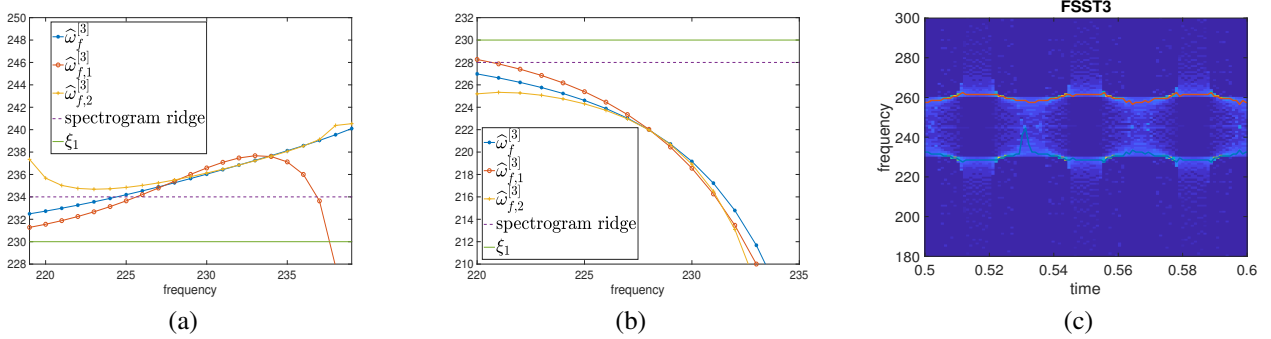 250
248
246
244
242
240
238
236
234
232
230
228
220
225
230
235
frequency
ω̂_f^[3]
ω̂_{f,1}^[3]
ω̂_{f,2}^[3]
spectrogram ridge
ξ₁
(a)
232
230
228
226
224
222
220
218
216
214
212
210
220
225
230
235
frequency
ω̂_f^[3]
ω̂_{f,1}^[3]
ω̂_{f,2}^[3]
spectrogram ridge
ξ₁
(b)
FSST3
300
280
260
240
220
200
180
frequency
0.5
0.52
0.54
0.56
0.58
0.6
time
(c)